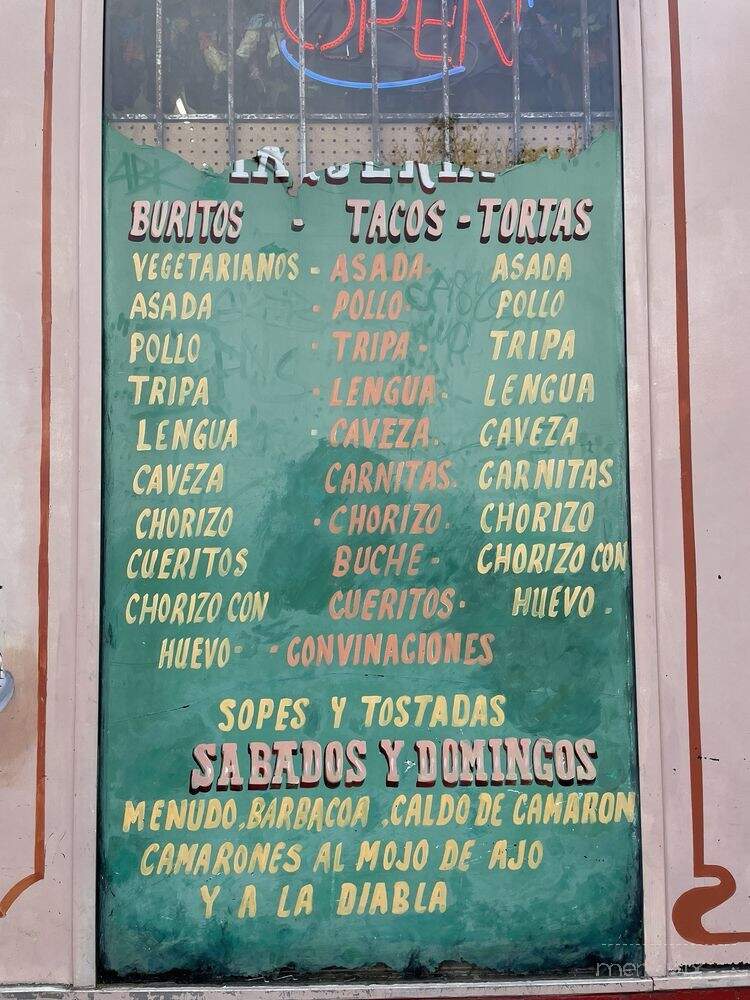 OPEN
TAQUERIA
BURITOS - TACOS - TORTAS
VEGETARIANOS - ASADA ASADA
ASADA · POLLO POLLO
POLLO · TRIPA - TRIPA
TRIPA · LENGUA. LENGUA
LENGUA · CAVEZA. CAVEZA
CAVEZA CARNITAS. CARNITAS
CHORIZO · CHORIZO. CHORIZO
CUERITOS BUCHE - CHORIZO CON
CHORIZO CON CUERITOS. HUEVO.
HUEVO - - CONVINACIONES
SOPES Y TOSTADAS
SABADOS Y DOMINGOS
MENUDO, BARBACOA, CALDO DE CAMARON
CAMARONES AL MOJO DE AJO
Y A LA DIABLA